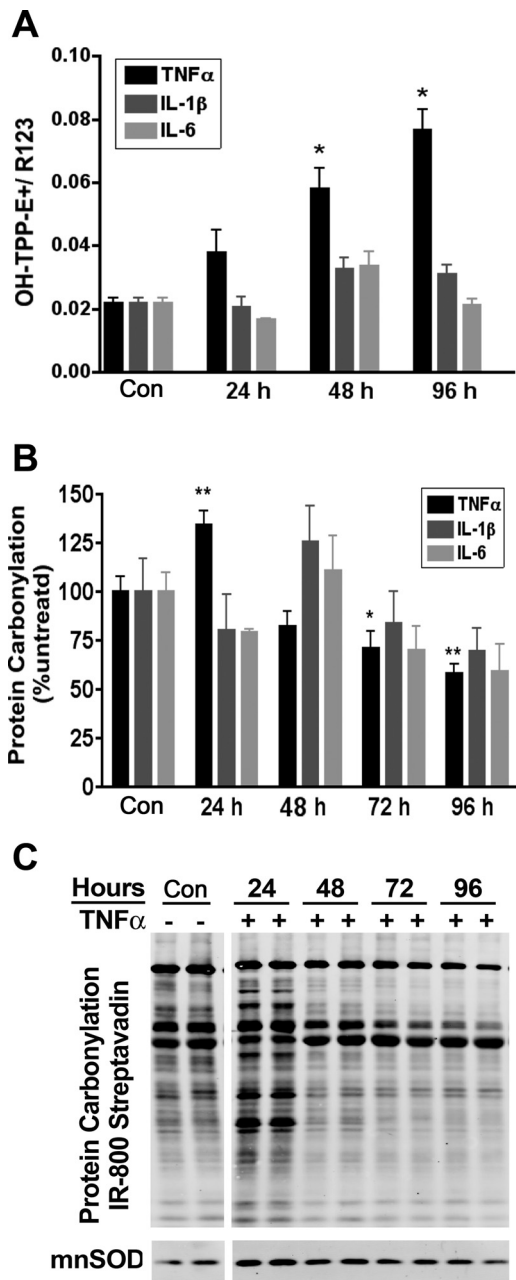 A
OH-TPP-E+/ R123
0.10
0.08
0.06
0.04
0.02
0.00
TNFα
IL-1β
IL-6
*
*
Con
24 h
48 h
96 h
B
Protein Carbonylation
(%untreatd)
150
125
100
75
50
25
0
**
*
**
TNFα
IL-1β
IL-6
Con
24 h
48 h
72 h
96 h
C
Hours Con 24 48 72 96
TNFα - - + + + + + + + +
Protein Carbonylation
IR-800 Streptavadin
mnSOD